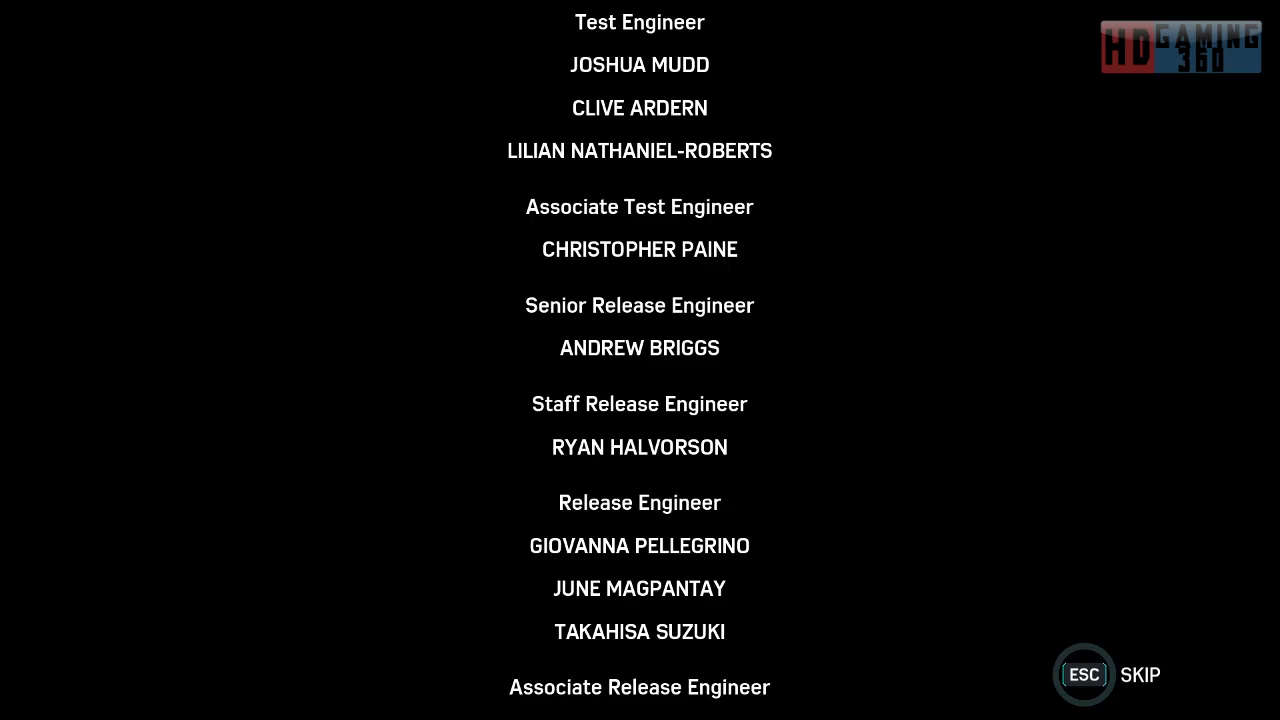 Test Engineer
JOSHUA MUDD
CLIVE ARDERN
LILIAN NATHANIEL-ROBERTS
Associate Test Engineer
CHRISTOPHER PAINE
Senior Release Engineer
ANDREW BRIGGS
Staff Release Engineer
RYAN HALVORSON
Release Engineer
GIOVANNA PELLEGRINO
JUNE MAGPANTAY
TAKAHISA SUZUKI
Associate Release Engineer
HD GAMING
360
ESC SKIP